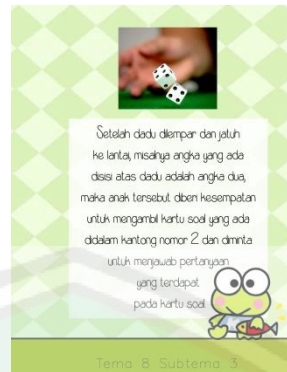 Setelah dadu dilempar dan jatuh
ke lantai, misalnya angka yang ada
disisi atas dadu adalah angka dua,
maka anak tersebut diberi kesempatan
untuk mengambil kartu soal yang ada
didalam kantong nomor 2 dan diminta
untuk menjawab pertanyaan
yang terdapat
pada kartu soal
Tema 8 Subtema 3